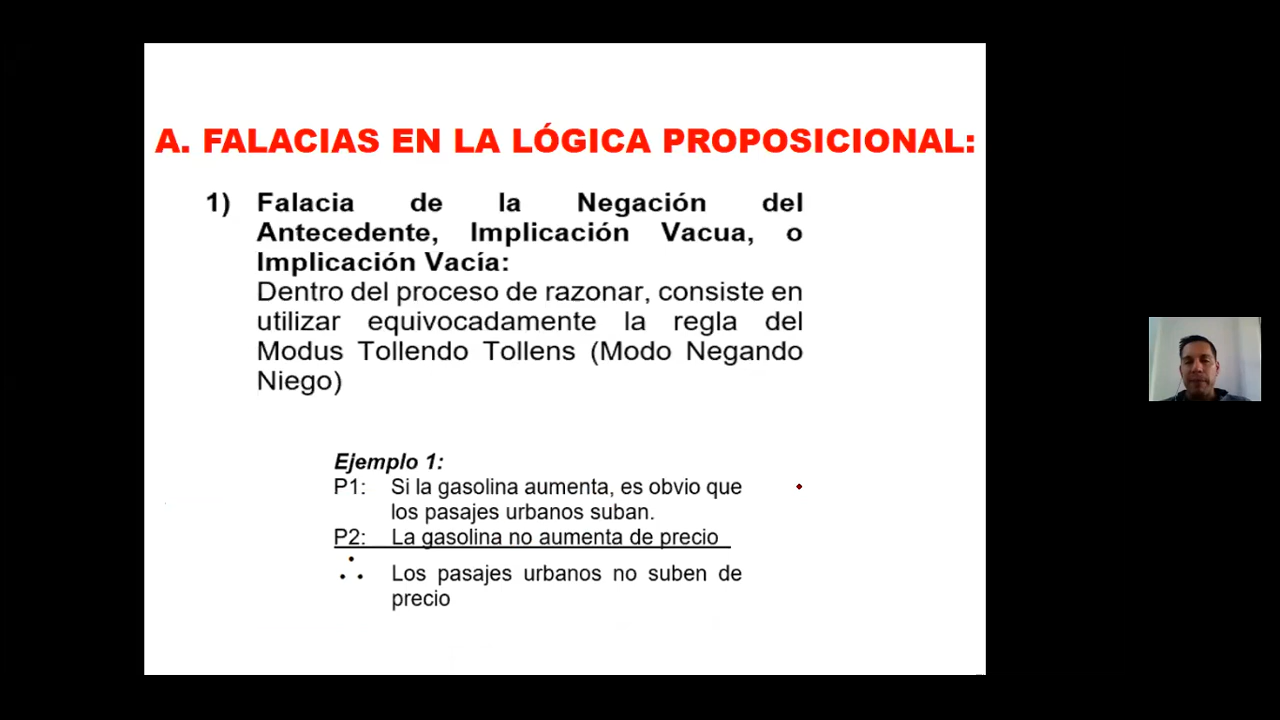 A. FALACIAS EN LA LÓGICA PROPOSICIONAL:
1) Falacia de la Negación del
Antecedente, Implicación Vacua, o
Implicación Vacía:
Dentro del proceso de razonar, consiste en
utilizar equivocadamente la regla del
Modus Tollendo Tollens (Modo Negando
Niego)
Ejemplo 1:
P1: Si la gasolina aumenta, es obvio que
los pasajes urbanos suban.
P2: La gasolina no aumenta de precio
∴ Los pasajes urbanos no suben de
precio